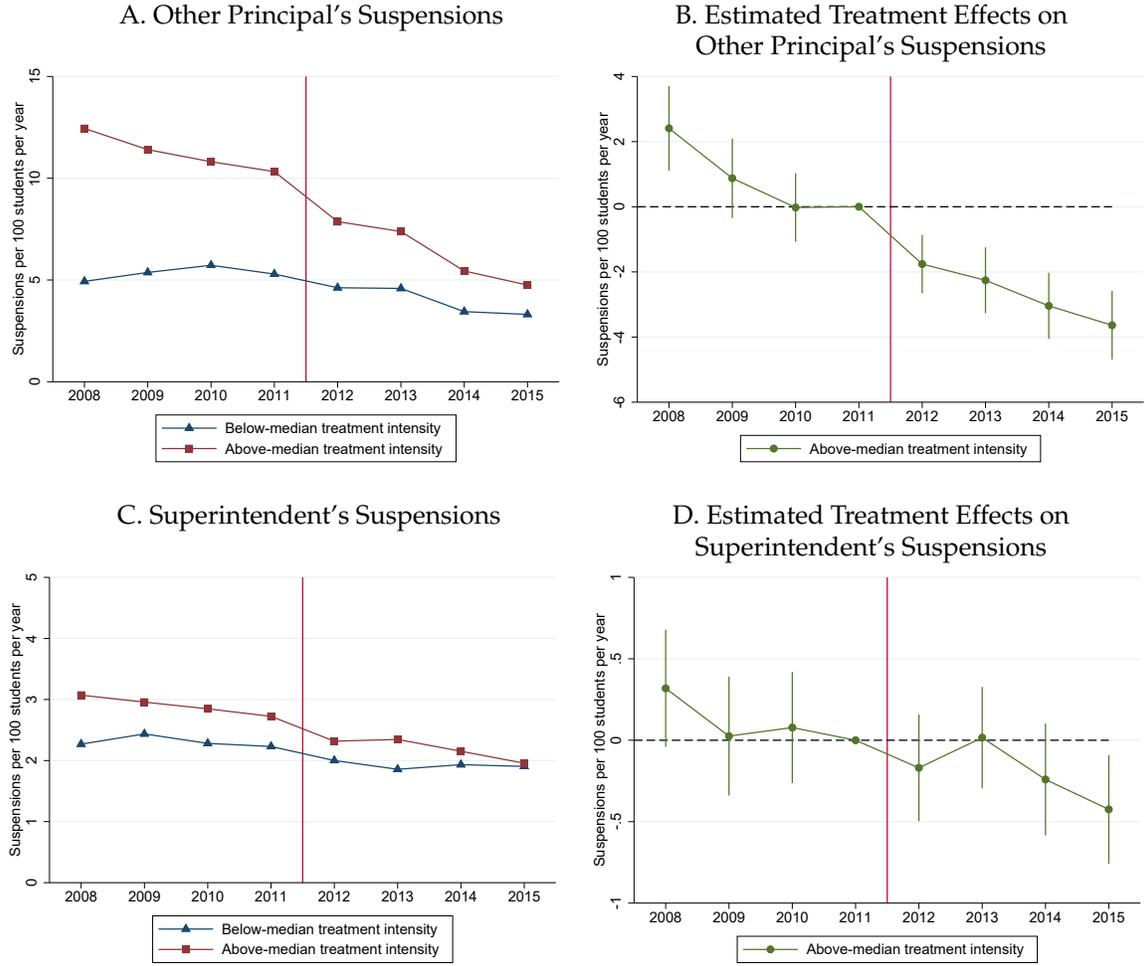 A. Other Principal's Suspensions
Suspensions per 100 students per year
15
10
5
0
2008 2009 2010 2011 2012 2013 2014 2015
Below-median treatment intensity
Above-median treatment intensity
B. Estimated Treatment Effects on
Other Principal's Suspensions
Suspensions per 100 students per year
4
2
0
-2
-4
-6
2008 2009 2010 2011 2012 2013 2014 2015
Above-median treatment intensity
C. Superintendent's Suspensions
Suspensions per 100 students per year
5
4
3
2
1
0
2008 2009 2010 2011 2012 2013 2014 2015
Below-median treatment intensity
Above-median treatment intensity
D. Estimated Treatment Effects on
Superintendent's Suspensions
Suspensions per 100 students per year
1
.5
0
-.5
-1
2008 2009 2010 2011 2012 2013 2014 2015
Above-median treatment intensity